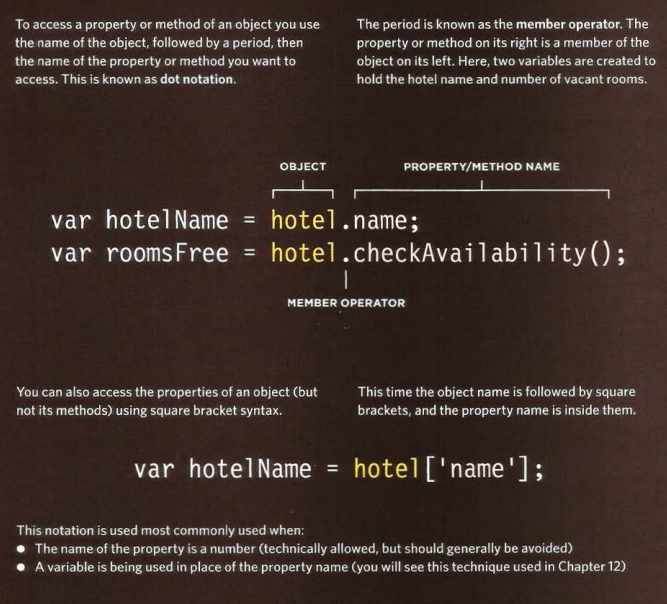 To access a property or method of an object you use
the name of the object, followed by a period, then
the name of the property or method you want to
access. This is known as dot notation.
The period is known as the member operator. The
property or method on its right is a member of the
object on its left. Here, two variables are created to
hold the hotel name and number of vacant rooms.
OBJECT
PROPERTY/METHOD NAME
var hotelName = hotel.name;
var roomsFree = hotel.checkAvailability();
MEMBER OPERATOR
You can also access the properties of an object (but
not its methods) using square bracket syntax.
This time the object name is followed by square
brackets, and the property name is inside them.
var hotelName = hotel['name'];
This notation is used most commonly used when:
● The name of the property is a number (technically allowed, but should generally be avoided)
● A variable is being used in place of the property name (you will see this technique used in Chapter 12)